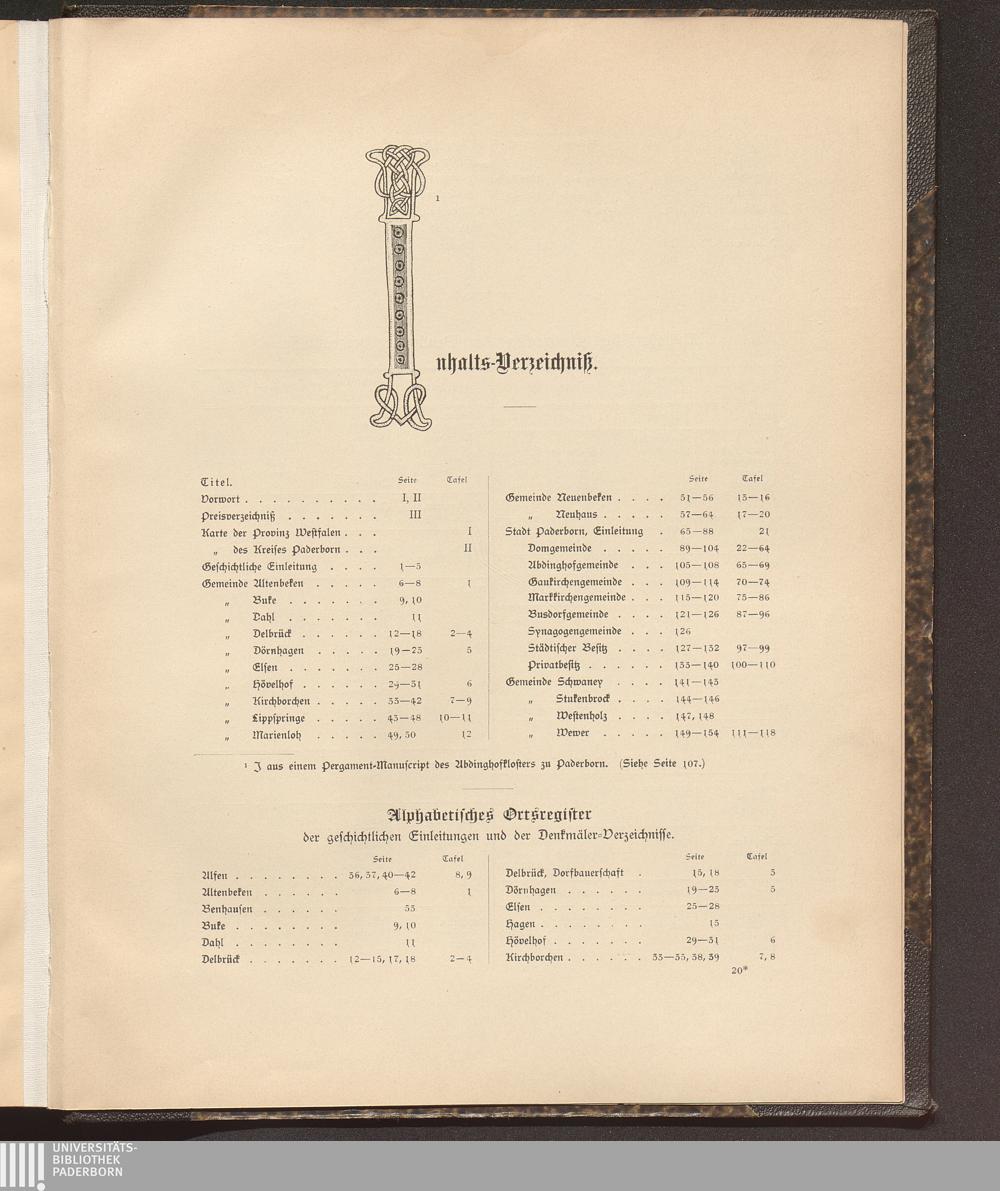 1
Inhalts-Verzeichniß.
Titel. Seite Tafel
Vorwort . . . . . . . . . . I, II
Preisverzeichniß . . . . . . . III
Karte der Provinz Westfalen . . . I
„ des Kreises Paderborn . . . II
Geschichtliche Einleitung . . . . 1—5
Gemeinde Altenbeken . . . . . 6—8 1
„ Buke . . . . . . . 9, 10
„ Dahl . . . . . . . 11
„ Delbrück . . . . . . 12—18 2—4
„ Dörnhagen . . . . . 19—23 5
„ Elsen . . . . . . . 25—28
„ Hövelhof . . . . . . 29—31 6
„ Kirchborchen . . . . . 33—42 7—9
„ Lippspringe . . . . . 43—48 10—11
„ Marienloh . . . . . 49, 50 12
Seite Tafel
Gemeinde Neuenbeken . . . . 51—56 13—16
„ Neuhaus . . . . . 57—64 17—20
Stadt Paderborn, Einleitung . 65—88 21
Domgemeinde . . . . . 89—104 22—64
Abdinghofgemeinde . . . 105—108 65—69
Gaukirchengemeinde . . . 109—114 70—74
Marktkirchengemeinde . . . 115—120 75—86
Busdorfgemeinde . . . . 121—126 87—96
Synagogengemeinde . . . 126
Städtischer Besitz . . . . 127—132 97—99
Privatbesitz . . . . . . 133—140 100—110
Gemeinde Schwaney . . . . 141—143
„ Stukenbrock . . . . 144—146
„ Westenholz . . . . 147, 148
„ Wewer . . . . . 149—154 111—118
1 J aus einem Pergament-Manuscript des Abdinghofklosters zu Paderborn. (Siehe Seite 107.)
Alphabetisches Ortsregister
der geschichtlichen Einleitungen und der Denkmäler-Verzeichnisse.
Seite Tafel
Alfen . . . . . . . . 36, 37, 40—42 8, 9
Altenbeken . . . . . . 6—8 1
Benhausen . . . . . . 53
Buke . . . . . . . . 9, 10
Dahl . . . . . . . . 11
Delbrück . . . . . . . 12—15, 17, 18 2—4
Seite Tafel
Delbrück, Dorfbauerschaft . 15, 18 3
Dörnhagen . . . . . . 19—23 5
Elsen . . . . . . . . 25—28
Hagen . . . . . . . . 15
Hövelhof . . . . . . . 29—31 6
Kirchborchen . . . . . . 33—35, 38, 39 7, 8
20*
UNIVERSITÄTS-
BIBLIOTHEK
PADERBORN